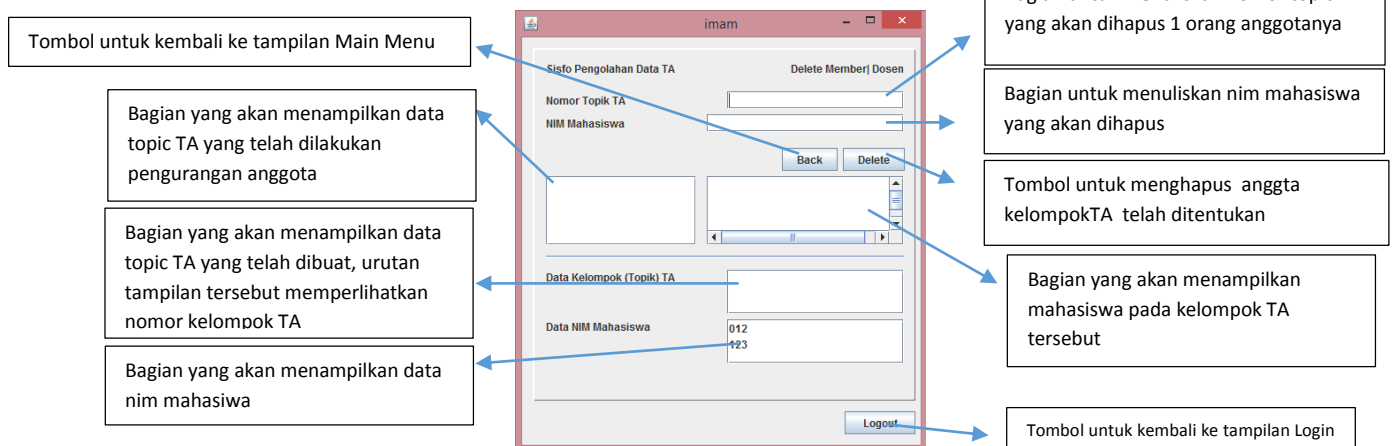 imam
Tombol untuk kembali ke tampilan Main Menu
Bagian yang akan menampilkan data
topic TA yang telah dilakukan
pengurangan anggota
Bagian yang akan menampilkan data
topic TA yang telah dibuat, urutan
tampilan tersebut memperlihatkan
nomor kelompok TA
Bagian yang akan menampilkan data
nim mahasiwa
Sisfo Pengolahan Data TA
Delete Member| Dosen
Nomor Topik TA
NIM Mahasiswa
Back
Delete
Data Kelompok (Topik) TA
Data NIM Mahasiswa
012
123
Logout
yang akan dihapus 1 orang anggotanya
Bagian untuk menuliskan nim mahasiswa
yang akan dihapus
Tombol untuk menghapus anggta
kelompokTA telah ditentukan
Bagian yang akan menampilkan
mahasiswa pada kelompok TA
tersebut
Tombol untuk kembali ke tampilan Login